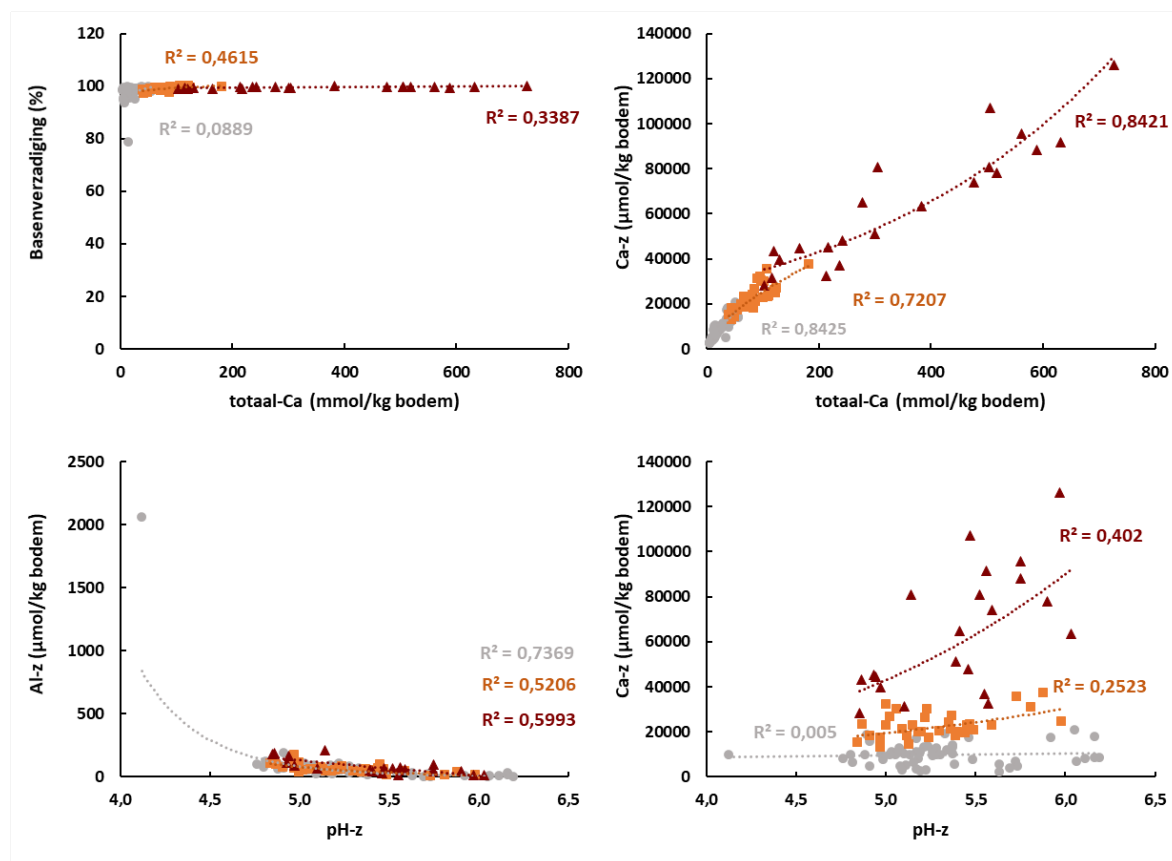 Basenverzadiging (%)
120
100
80
60
40
20
0
R² = 0,4615
R² = 0,0889
R² = 0,3387
0 200 400 600 800
totaal-Ca (mmol/kg bodem)
Ca-z (µmol/kg bodem)
140000
120000
100000
80000
60000
40000
20000
0
R² = 0,8421
R² = 0,7207
R² = 0,8425
0 200 400 600 800
totaal-Ca (mmol/kg bodem)
Al-z (µmol/kg bodem)
2500
2000
1500
1000
500
0
R² = 0,7369
R² = 0,5206
R² = 0,5993
4,0 4,5 5,0 5,5 6,0 6,5
pH-z
Ca-z (µmol/kg bodem)
140000
120000
100000
80000
60000
40000
20000
0
R² = 0,402
R² = 0,2523
R² = 0,005
4,0 4,5 5,0 5,5 6,0 6,5
pH-z